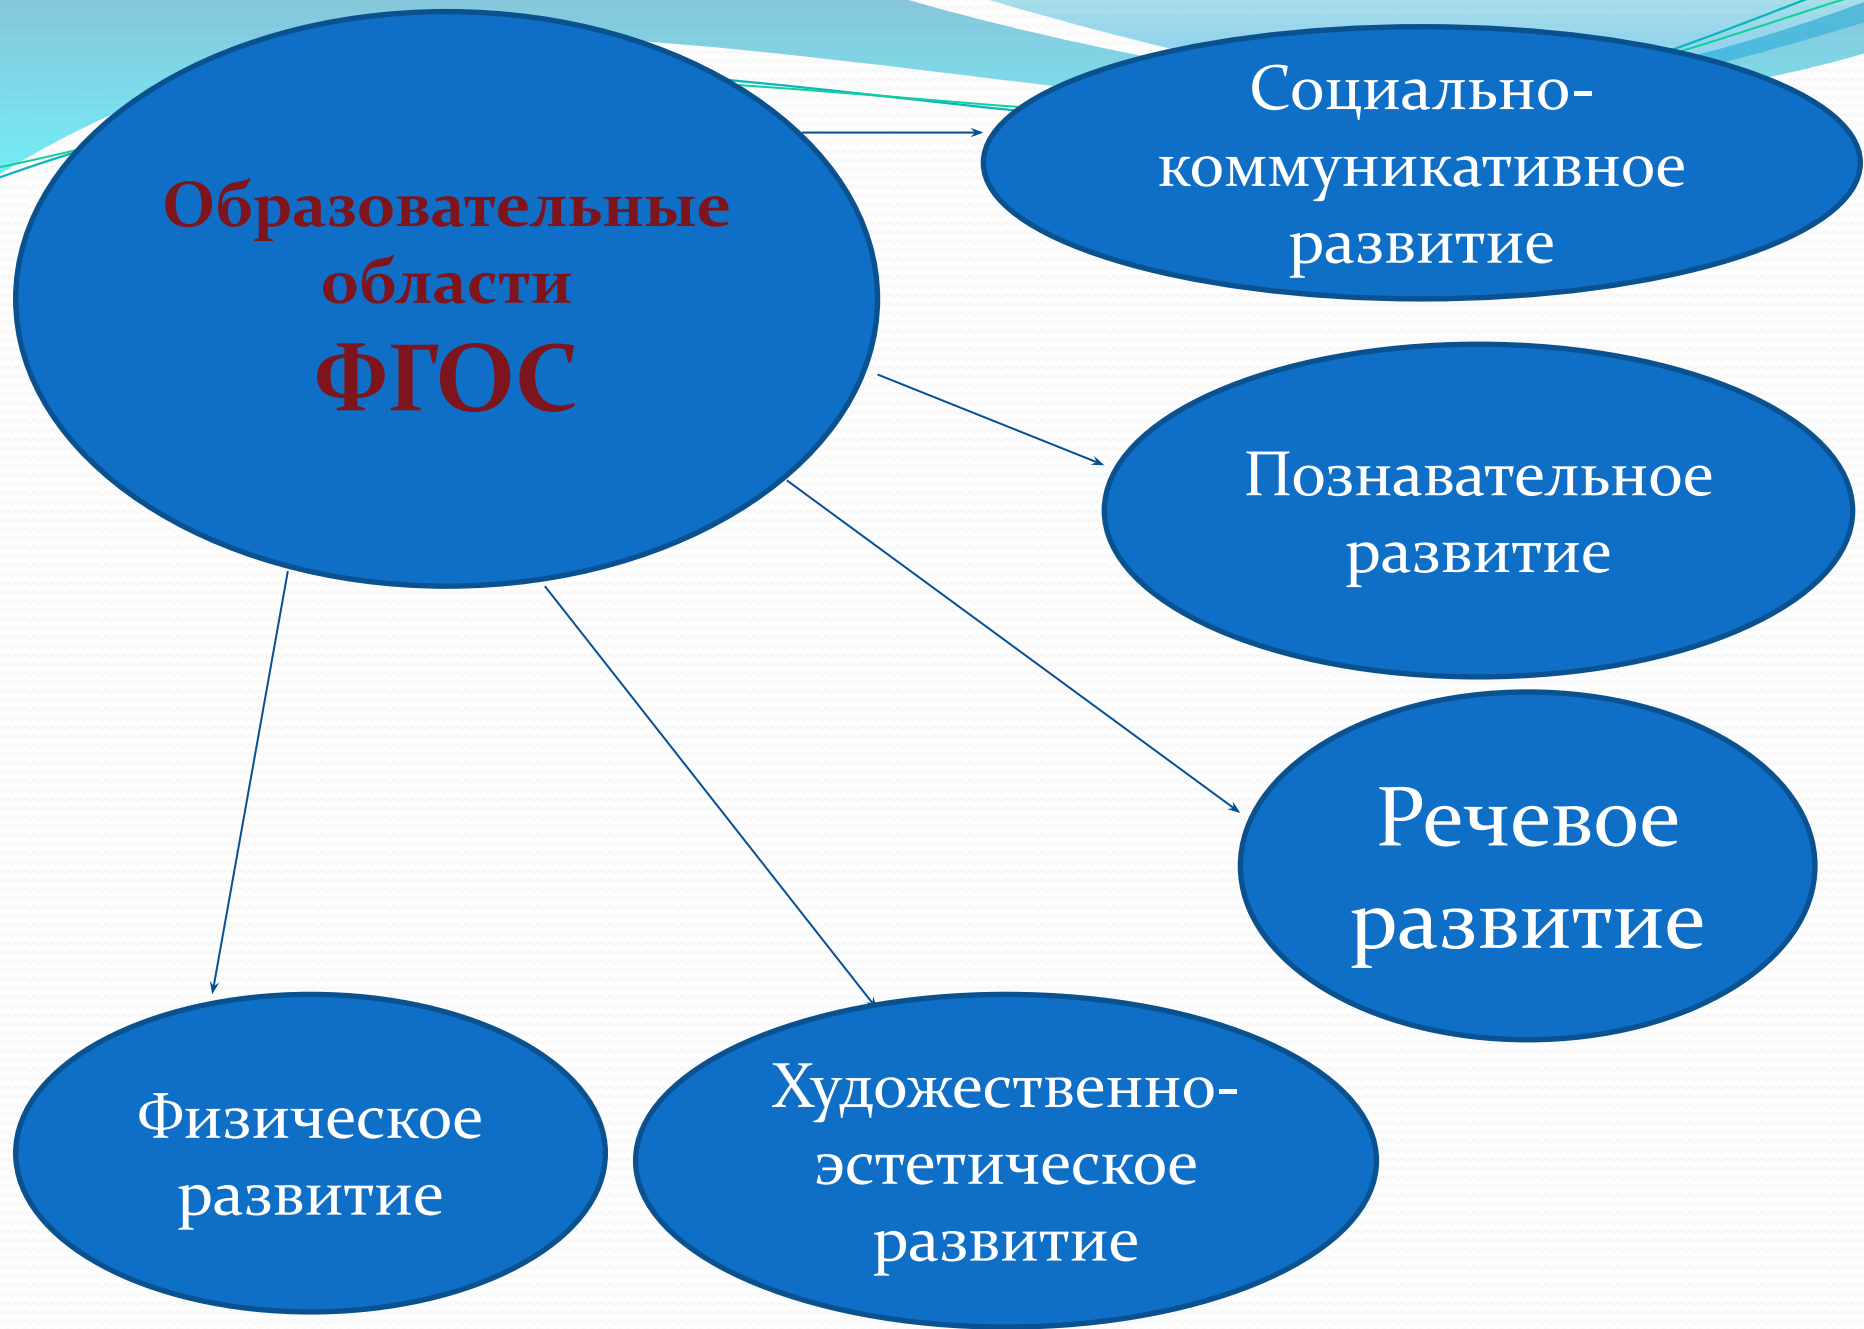 Образовательные
области
ФГОС
Социально-
коммуникативное
развитие
Познавательное
развитие
Речевое
развитие
Художественно-
эстетическое
развитие
Физическое
развитие